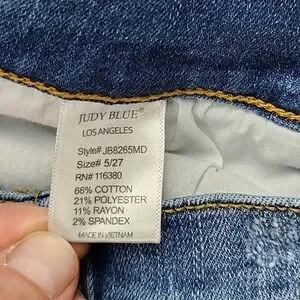 JUDY BLUE®
LOS ANGELES
Style#JB8265MD
Size# 5/27
RN# 116380
66% COTTON
21% POLYESTER
11% RAYON
2% SPANDEX
MADE IN VIETNAM